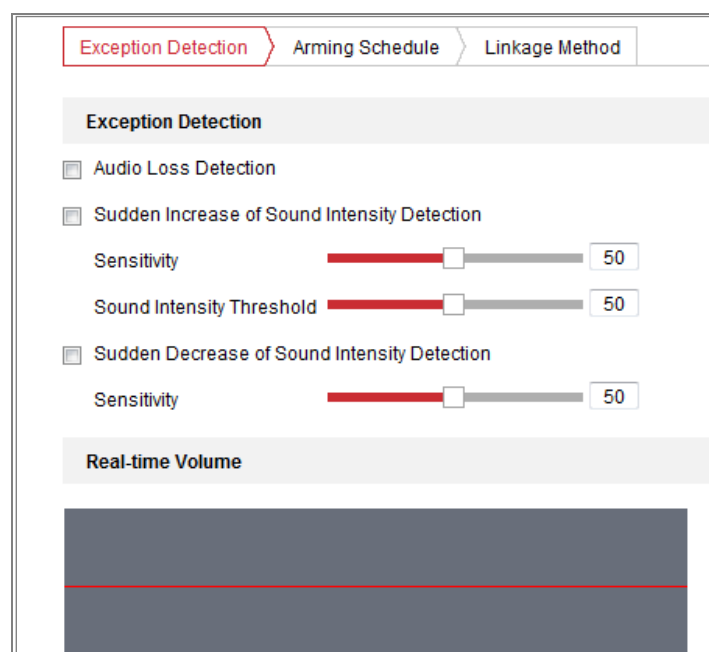 Exception Detection Arming Schedule Linkage Method
Exception Detection
Audio Loss Detection
Sudden Increase of Sound Intensity Detection
Sensitivity 50
Sound Intensity Threshold 50
Sudden Decrease of Sound Intensity Detection
Sensitivity 50
Real-time Volume